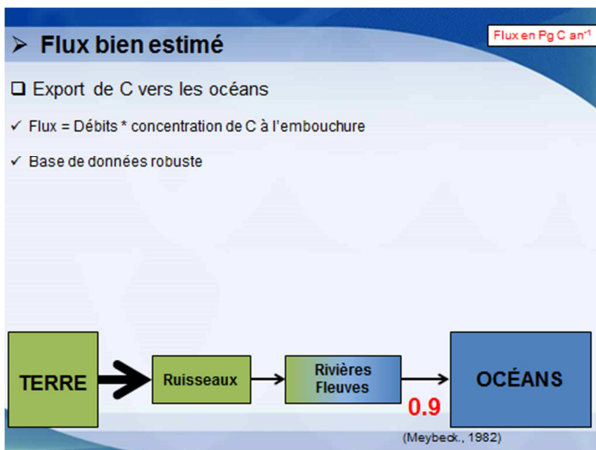 ➢ Flux bien estimé
Flux en Pg C an⁻¹
❑ Export de C vers les océans
✓ Flux = Débits * concentration de C à l'embouchure
✓ Base de données robuste
TERRE
Ruisseaux
Rivières
Fleuves
0.9
OCÉANS
(Meybeck., 1982)